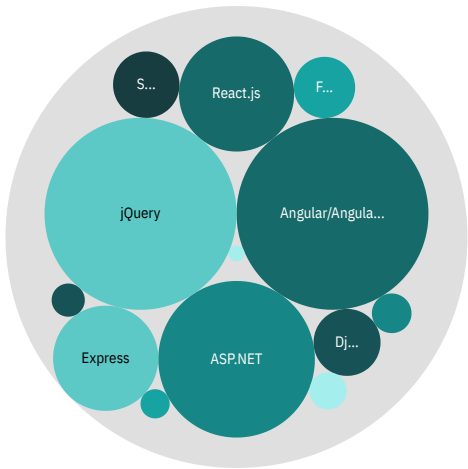 S...
React.js
F...
jQuery
Angular/Angula...
Express
ASP.NET
Dj...